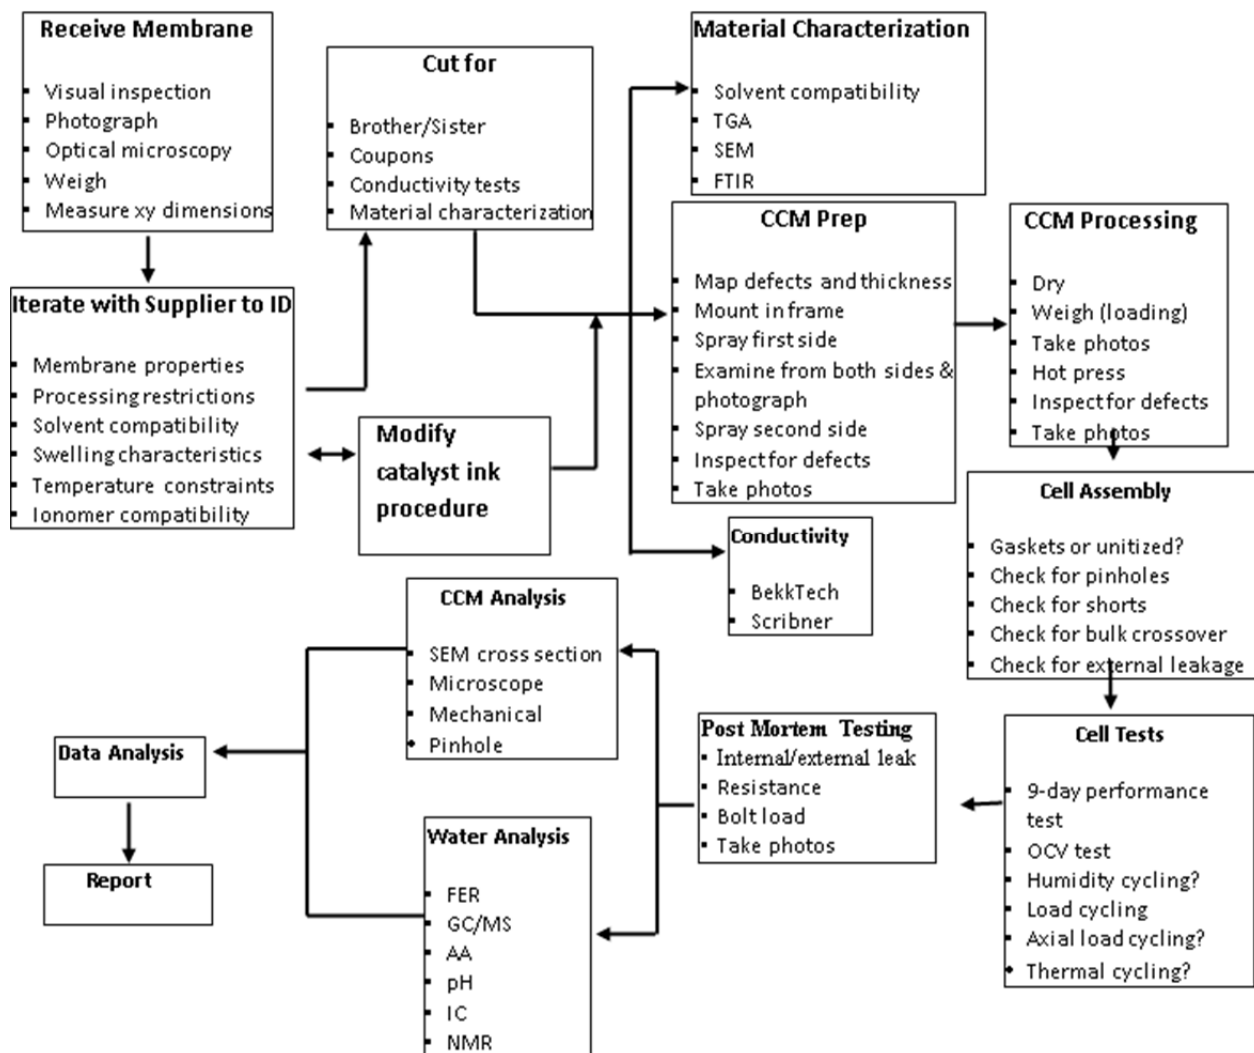 Receive Membrane
▪ Visual inspection
▪ Photograph
▪ Optical microscopy
▪ Weigh
▪ Measure xy dimensions
Cut for
▪ Brother/Sister
▪ Coupons
▪ Conductivity tests
▪ Material characterization
Material Characterization
▪ Solvent compatibility
▪ TGA
▪ SEM
▪ FTIR
Iterate with Supplier to ID
▪ Membrane properties
▪ Processing restrictions
▪ Solvent compatibility
▪ Swelling characteristics
▪ Temperature constraints
▪ Ionomer compatibility
Modify
catalyst ink
procedure
CCM Prep
▪ Map defects and thickness
▪ Mount in frame
▪ Spray first side
▪ Examine from both sides &
photograph
▪ Spray second side
▪ Inspect for defects
▪ Take photos
CCM Processing
▪ Dry
▪ Weigh (loading)
▪ Take photos
▪ Hot press
▪ Inspect for defects
▪ Take photos
Conductivity
▪ BekkTech
▪ Scribner
Cell Assembly
▪ Gaskets or unitized?
▪ Check for pinholes
▪ Check for shorts
▪ Check for bulk crossover
▪ Check for external leakage
Cell Tests
▪ 9-day performance
test
▪ OCV test
▪ Humidity cycling?
▪ Load cycling
▪ Axial load cycling?
• Thermal cycling?
Post Mortem Testing
▪ Internal/external leak
▪ Resistance
▪ Bolt load
▪ Take photos
CCM Analysis
▪ SEM cross section
▪ Microscope
▪ Mechanical
• Pinhole
Water Analysis
▪ FER
▪ GC/MS
▪ AA
▪ pH
▪ IC
▪ NMR
Data Analysis
Report